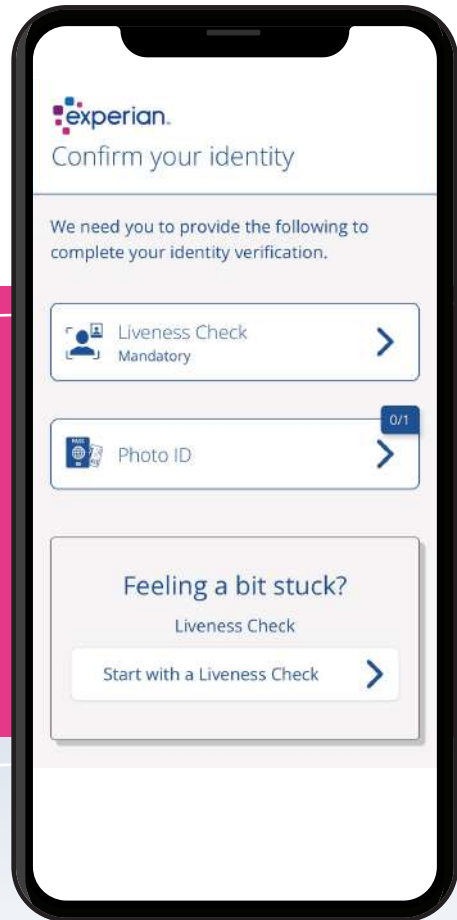 experian.
Confirm your identity
We need you to provide the following to
complete your identity verification.
Liveness Check
Mandatory
0/1
PASS
Photo ID
Feeling a bit stuck?
Liveness Check
Start with a Liveness Check